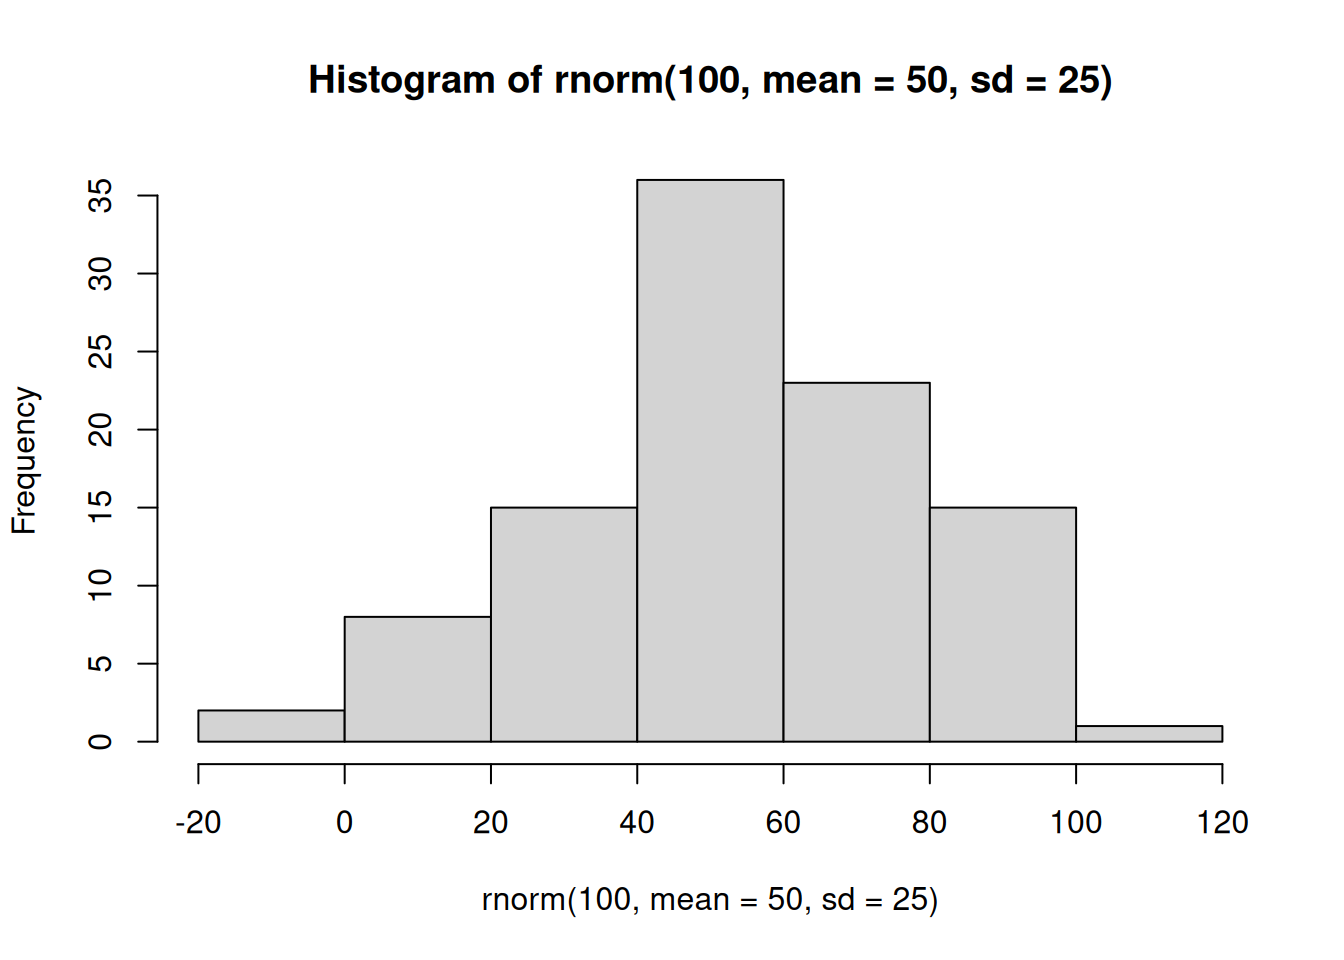 Histogram of rnorm(100, mean = 50, sd = 25)
Frequency
35
30
25
20
15
10
5
0
-20 0 20 40 60 80 100 120
rnorm(100, mean = 50, sd = 25)